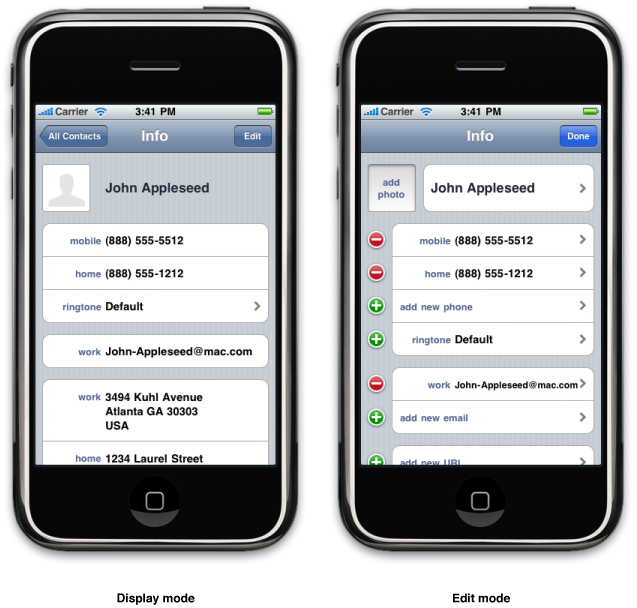 Carrier 3:41 PM
All Contacts Info Edit
John Appleseed
mobile (888) 555-5512
home (888) 555-1212
ringtone Default
work John-Appleseed@mac.com
work 3494 Kuhl Avenue
Atlanta GA 30303
USA
home 1234 Laurel Street
Display mode
Carrier 3:41 PM
Info Done
add
photo
John Appleseed
mobile (888) 555-5512
home (888) 555-1212
add new phone
ringtone Default
work John-Appleseed@mac.com
add new email
add new URL
Edit mode